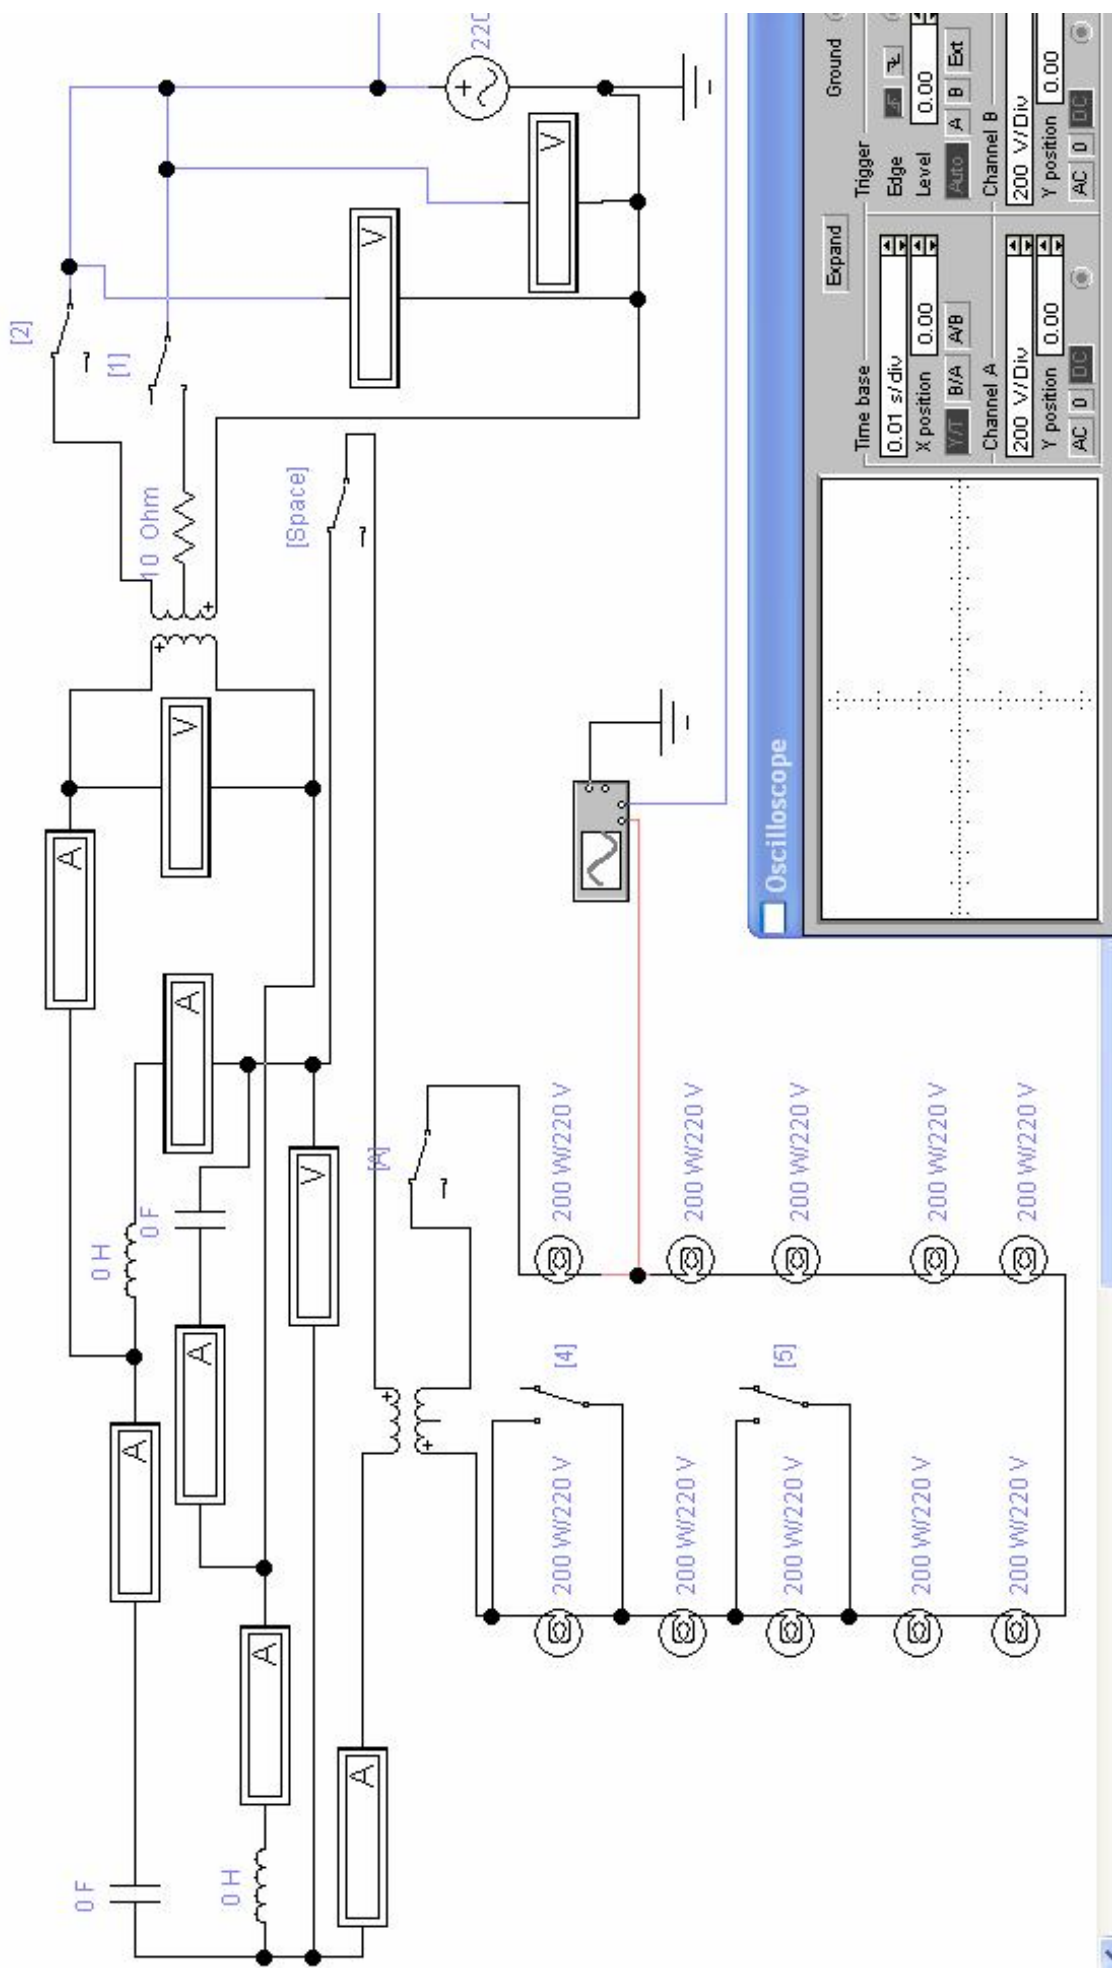 [2]
A
0 F
0 H
[1]
A
0 F
10 Ohm
A
V
A
0 H
A
[Space]
V
A
[A]
V
220
V
200 W/220 V
200 W/220 V
[4]
200 W/220 V
200 W/220 V
200 W/220 V
200 W/220 V
[5]
200 W/220 V
200 W/220 V
200 W/220 V
200 W/220 V
Oscilloscope
Expand
Ground
Time base
Trigger
0.01 s/div
Edge
X position 0.00
Level 0.00
Y/T B/A A/B
Auto A B Ext
Channel A
Channel B
200 V/Div
200 V/Div
Y position 0.00
Y position 0.00
AC 0 DC
AC 0 DC